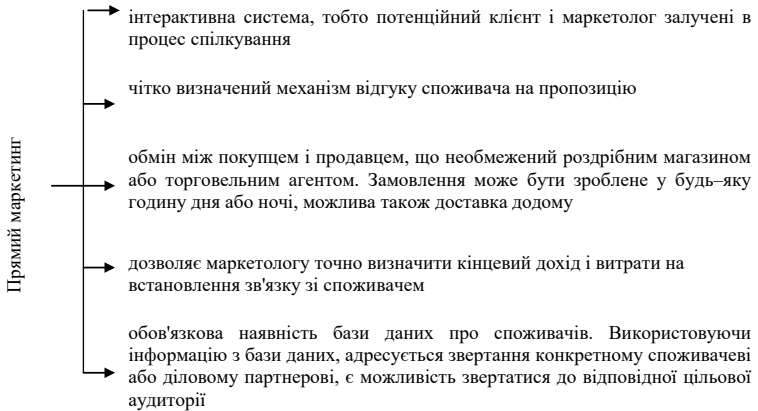 Прямий маркетинг
інтерактивна система, тобто потенційний клієнт і маркетолог залучені в
процес спілкування
чітко визначений механізм відгуку споживача на пропозицію
обмін між покупцем і продавцем, що необмежений роздрібним магазином
або торговельним агентом. Замовлення може бути зроблене у будь–яку
годину дня або ночі, можлива також доставка додому
дозволяє маркетологу точно визначити кінцевий дохід і витрати на
встановлення зв'язку зі споживачем
обов'язкова наявність бази даних про споживачів. Використовуючи
інформацію з бази даних, адресується звертання конкретному споживачеві
або діловому партнерові, є можливість звертатися до відповідної цільової
аудиторії